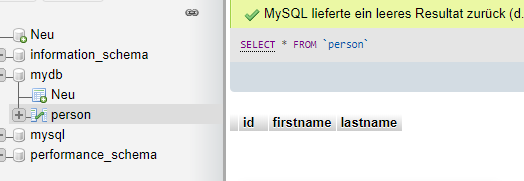 Neu
information_schema
mydb
Neu
person
mysql
performance_schema
MySQL lieferte ein leeres Resultat zurück (d.
SELECT * FROM `person`
id firstname lastname